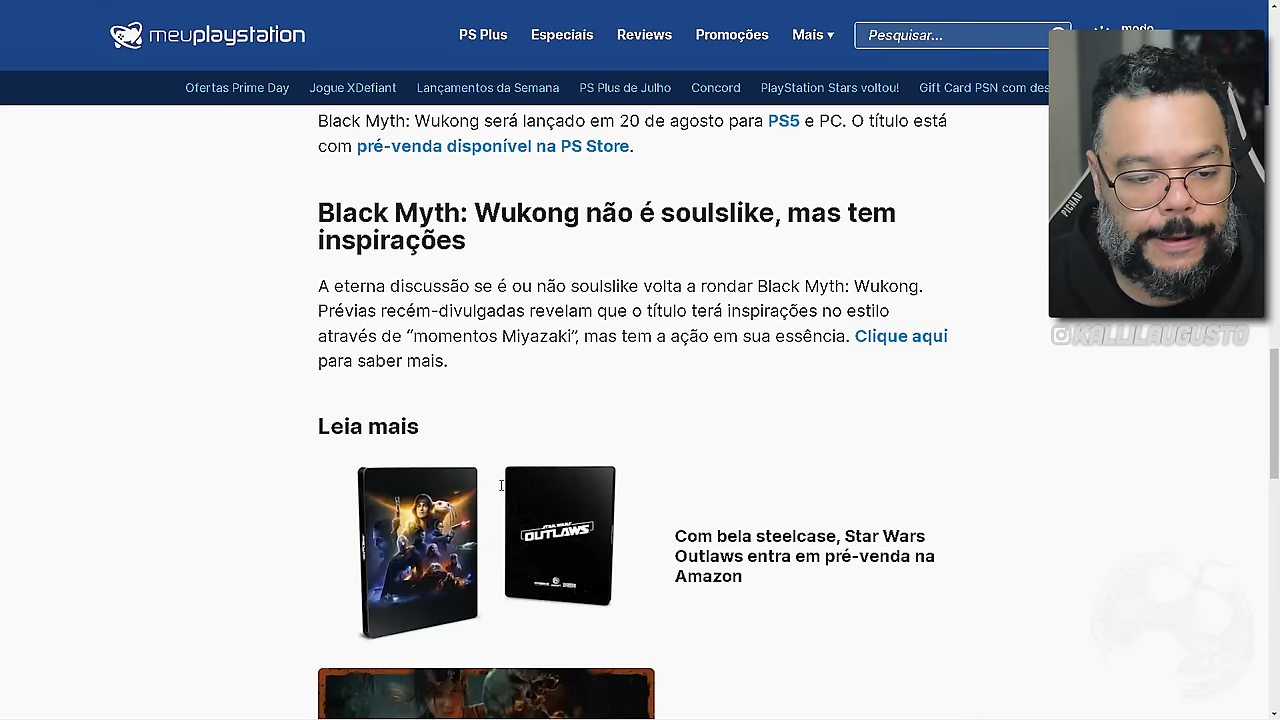 meuplaystation
PS Plus Especiais Reviews Promoções Mais ▾ Pesquisar...
Ofertas Prime Day Jogue XDefiant Lançamentos da Semana PS Plus de Julho Concord PlayStation Stars voltou! Gift Card PSN com des
Black Myth: Wukong será lançado em 20 de agosto para PS5 e PC. O título está
com pré-venda disponível na PS Store.
PICHAU
Black Myth: Wukong não é soulslike, mas tem
inspirações
A eterna discussão se é ou não soulslike volta a rondar Black Myth: Wukong.
Prévias recém-divulgadas revelam que o título terá inspirações no estilo
através de “momentos Miyazaki”, mas tem a ação em sua essência. Clique aqui
para saber mais.
@KALLILAUGUSTO
Leia mais
STAR WARS
OUTLAWS
Com bela steelcase, Star Wars
Outlaws entra em pré-venda na
Amazon